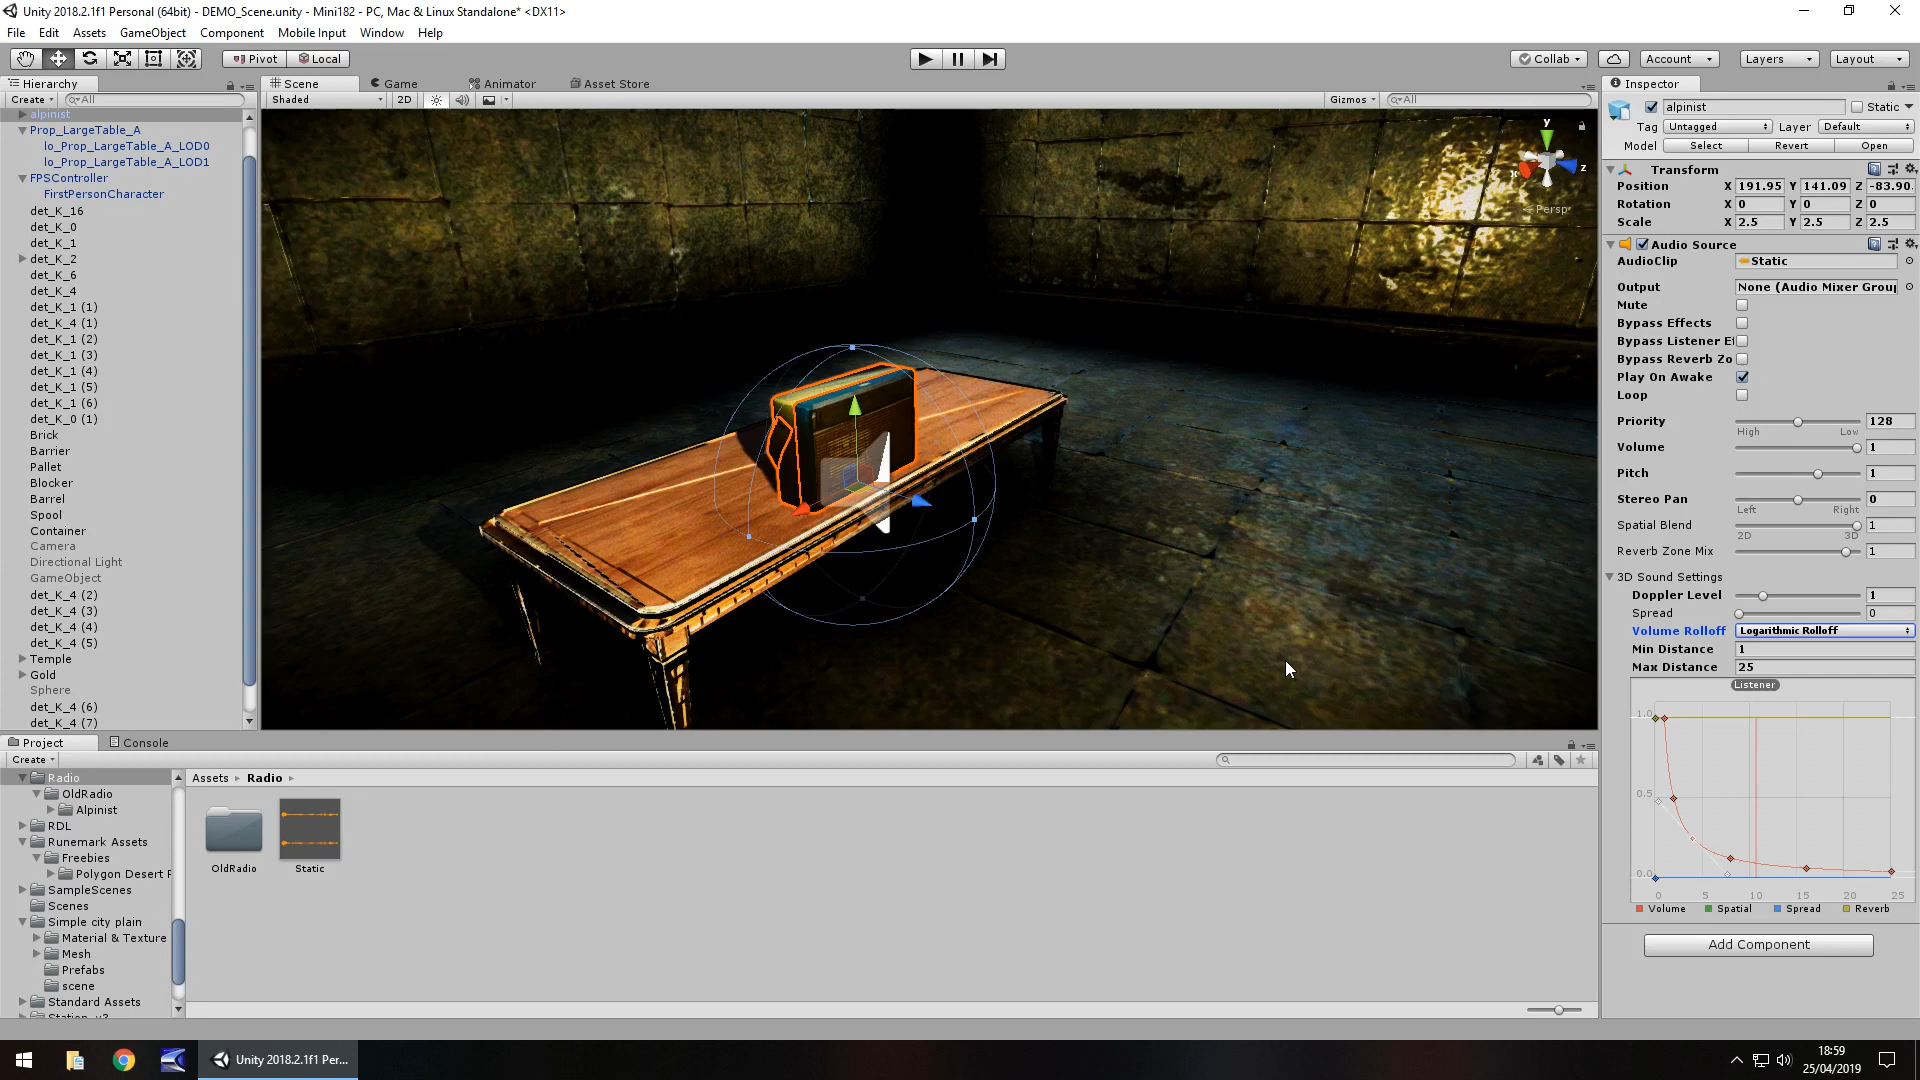 Unity 2018.2.1f1 Personal (64bit) - DEMO_Scene.unity - Mini182 - PC, Mac & Linux Standalone* <DX11>
File Edit Assets GameObject Component Mobile Input Window Help
Pivot Local Collab Account Layers Layout
Hierarchy
Create All
alpinist
Prop_LargeTable_A
lo_Prop_LargeTable_A_LOD0
lo_Prop_LargeTable_A_LOD1
FPSController
FirstPersonCharacter
det_K_16
det_K_0
det_K_1
det_K_2
det_K_6
det_K_4
det_K_1 (1)
det_K_4 (1)
det_K_1 (2)
det_K_1 (3)
det_K_1 (4)
det_K_1 (5)
det_K_1 (6)
det_K_0 (1)
Brick
Barrier
Pallet
Blocker
Barrel
Spool
Container
Camera
Directional Light
GameObject
det_K_4 (2)
det_K_4 (3)
det_K_4 (4)
det_K_4 (5)
Temple
Gold
Sphere
det_K_4 (6)
det_K_4 (7)
Scene Game Animator Asset Store
Shaded 2D Gizmos All
y
x
z
Persp
Inspector
alpinist Static
Tag Untagged Layer Default
Model Select Revert Open
Transform
Position X 191.95 Y 141.09 Z -83.90
Rotation X 0 Y 0 Z 0
Scale X 2.5 Y 2.5 Z 2.5
Audio Source
AudioClip Static
Output None (Audio Mixer Group
Mute
Bypass Effects
Bypass Listener Ef
Bypass Reverb Zo
Play On Awake
Loop
Priority 128
High Low
Volume 1
Pitch 1
Stereo Pan 0
Left Right
Spatial Blend 1
2D 3D
Reverb Zone Mix 1
3D Sound Settings
Doppler Level 1
Spread 0
Volume Rolloff Logarithmic Rolloff
Min Distance 1
Max Distance 25
Listener
1.0
0.5
0.0
0 5 10 15 20 25
Volume Spatial Spread Reverb
Add Component
Project Console
Create
Radio
OldRadio
Alpinist
RDL
Runemark Assets
Freebies
Polygon Desert
SampleScenes
Scenes
Simple city plain
Material & Texture
Mesh
Prefabs
scene
Standard Assets
Assets Radio
OldRadio
Static
Unity 2018.2.1f1 Per...
18:59
25/04/2019